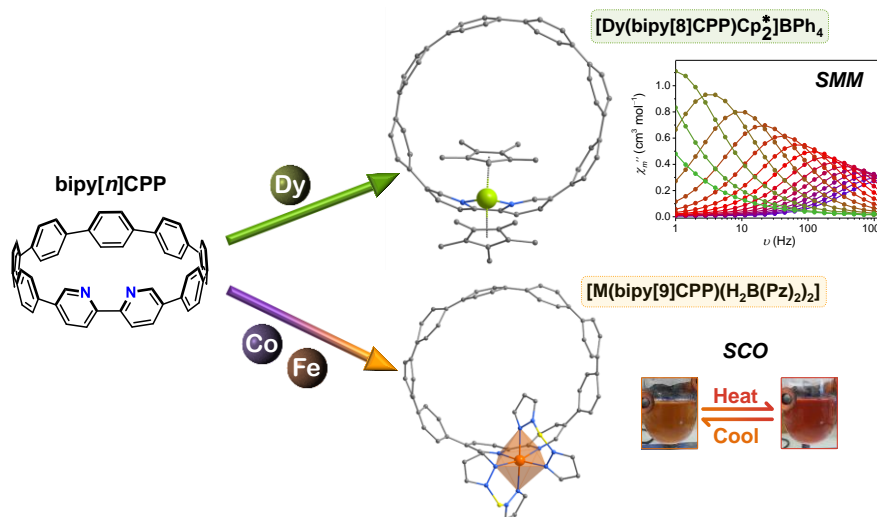 [Dy(bipy[8]CPP)Cp*2]BPh4
SMM
χm′′ (cm3 mol−1)
1.0
0.8
0.6
0.4
0.2
0.0
1
10
100
1000
υ (Hz)
bipy[n]CPP
N
N
Dy
Co
Fe
[M(bipy[9]CPP)(H2B(Pz)2)2]
SCO
Heat
Cool